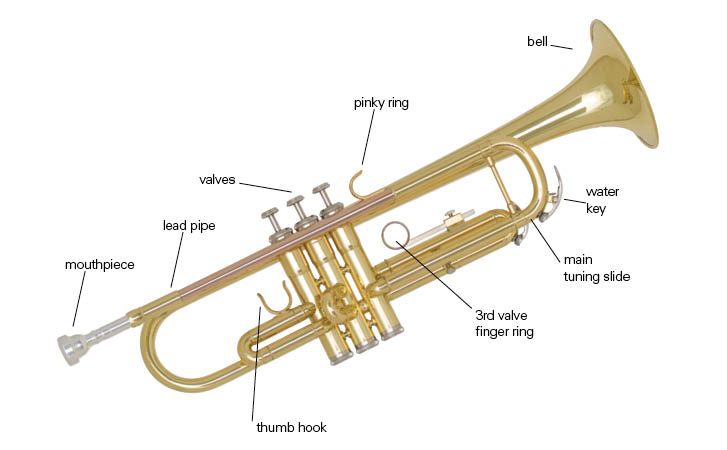 bell
pinky ring
valves
water
key
lead pipe
main
tuning slide
mouthpiece
3rd valve
finger ring
thumb hook